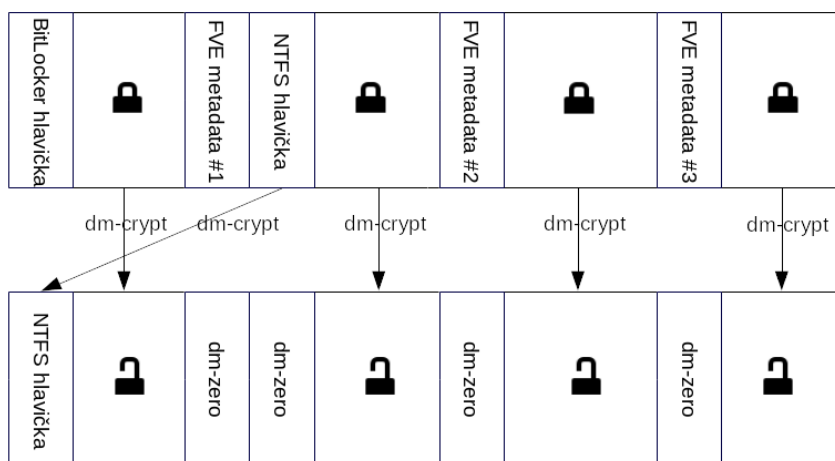 BitLocker hlavička
FVE metadata #1
NTFS hlavička
FVE metadata #2
FVE metadata #3
dm-crypt
dm-crypt
dm-crypt
dm-crypt
dm-crypt
NTFS hlavička
dm-zero
dm-zero
dm-zero
dm-zero